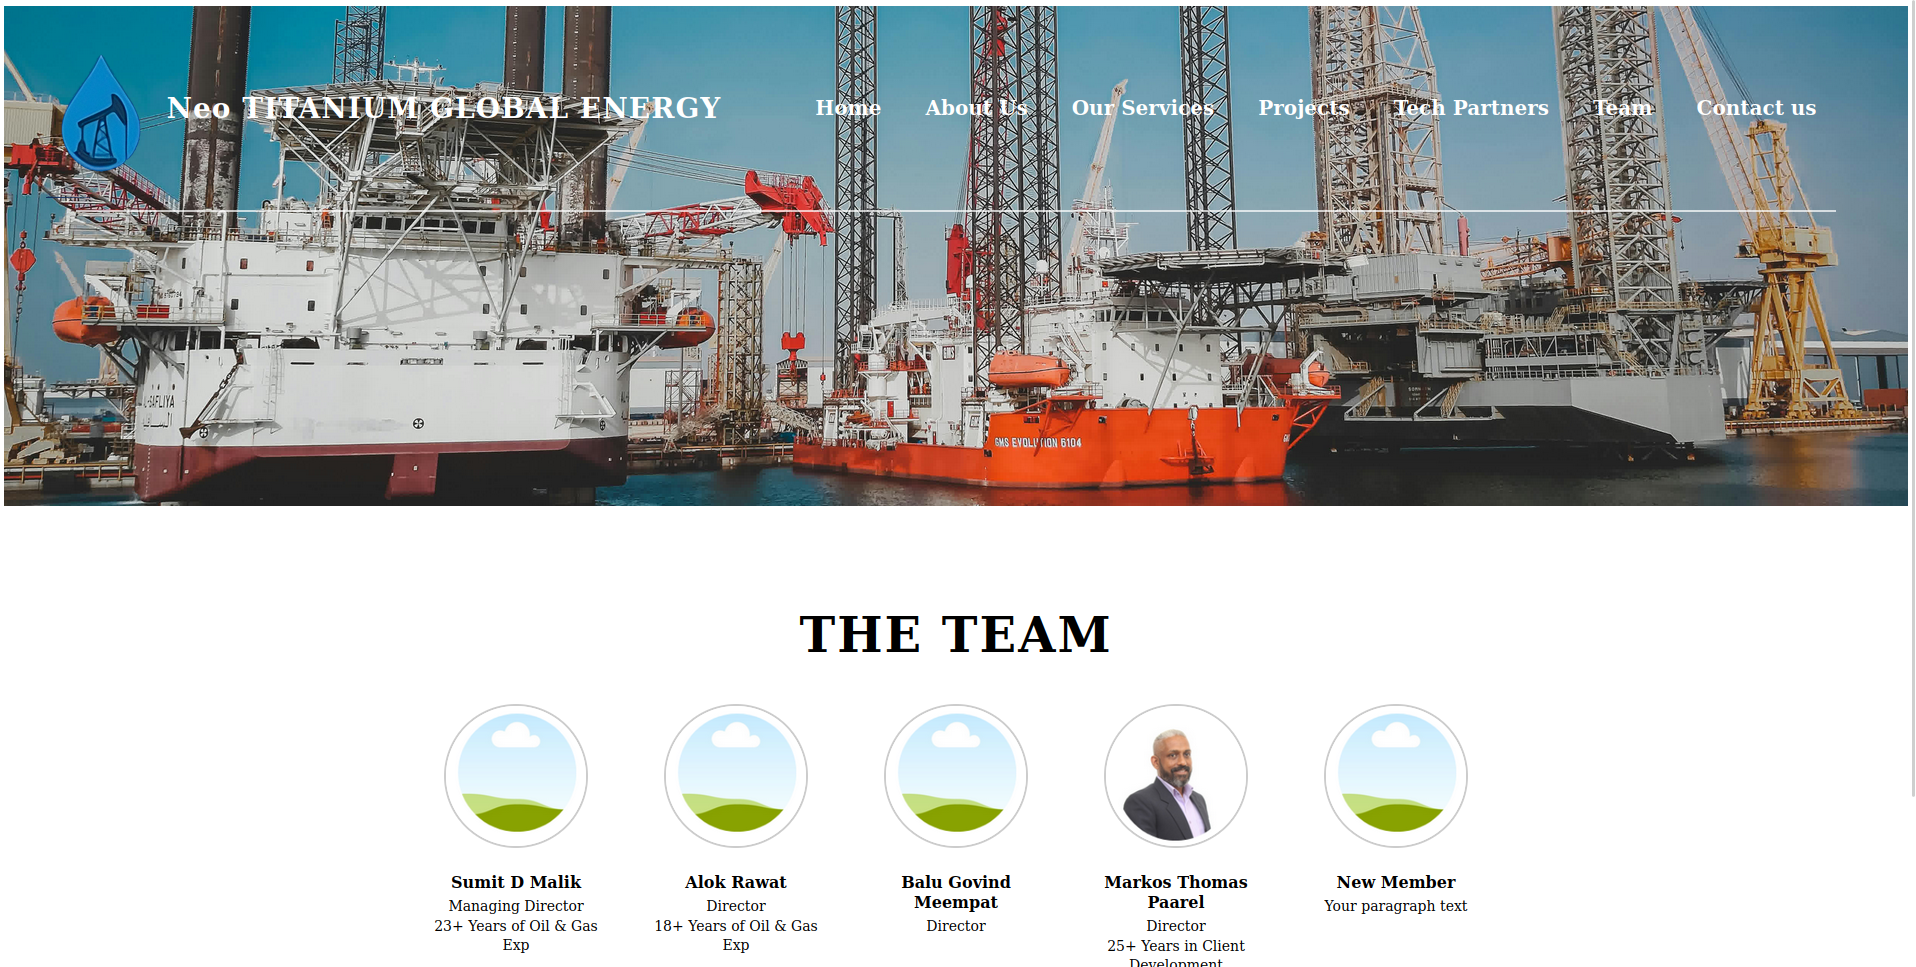 Neo TITANIUM GLOBAL ENERGY
Home About Us Our Services Projects Tech Partners Team Contact us
GMS EVOLUTION 6104
THE TEAM
Sumit D Malik
Managing Director
23+ Years of Oil & Gas
Exp
Alok Rawat
Director
18+ Years of Oil & Gas
Exp
Balu Govind
Meempat
Director
Markos Thomas
Paarel
Director
25+ Years in Client
Development
New Member
Your paragraph text